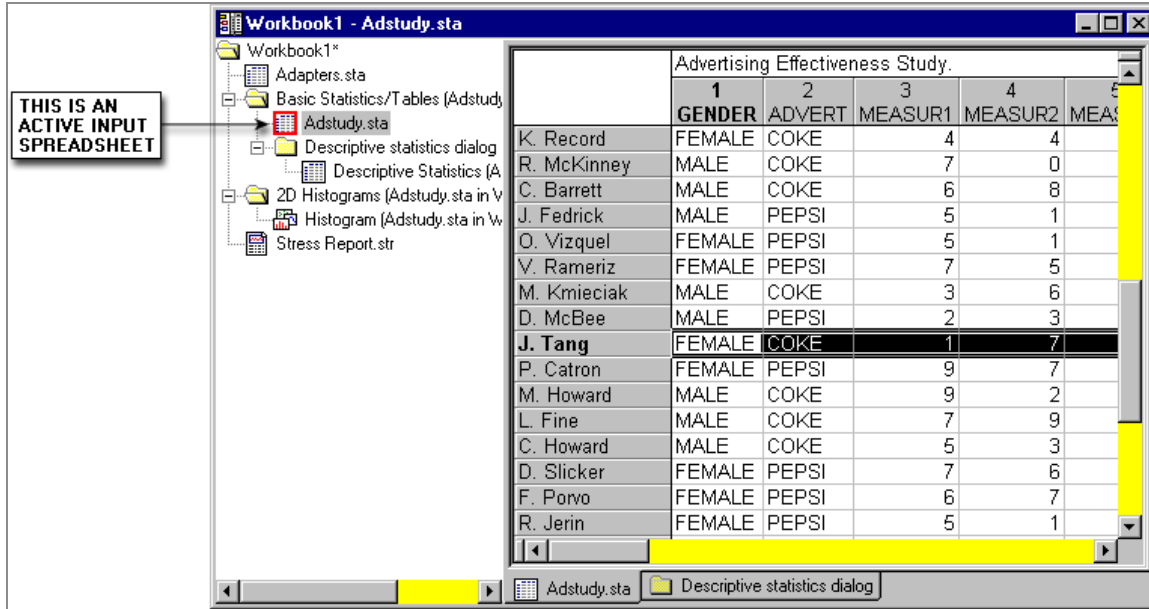 Workbook1 - Adstudy.sta
THIS IS AN
ACTIVE INPUT
SPREADSHEET
Workbook1*
Adapters.sta
Basic Statistics/Tables (Adstudy
Adstudy.sta
Descriptive statistics dialog
Descriptive Statistics (A
2D Histograms (Adstudy.sta in W
Histogram (Adstudy.sta in W
Stress Report.str
Advertising Effectiveness Study.
1 2 3 4 5
GENDER ADVERT MEASUR1 MEASUR2 MEAS
K. Record FEMALE COKE 4 4
R. McKinney MALE COKE 7 0
C. Barrett MALE COKE 6 8
J. Fedrick MALE PEPSI 5 1
O. Vizquel FEMALE PEPSI 5 1
V. Rameriz FEMALE PEPSI 7 5
M. Kmieciak MALE COKE 3 6
D. McBee MALE PEPSI 2 3
J. Tang FEMALE COKE 1 7
P. Catron FEMALE PEPSI 9 7
M. Howard MALE COKE 9 2
L. Fine MALE COKE 7 9
C. Howard MALE COKE 5 3
D. Slicker FEMALE PEPSI 7 6
F. Porvo FEMALE PEPSI 6 7
R. Jerin FEMALE PEPSI 5 1
Adstudy.sta Descriptive statistics dialog